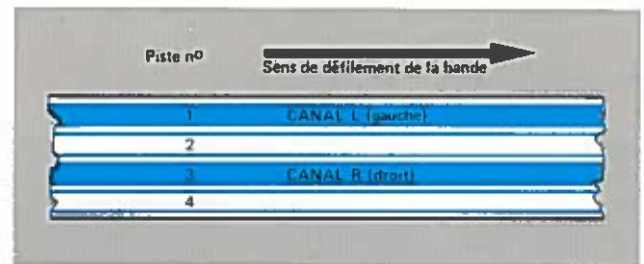 Piste nº
Sens de défilement de la bande
1 CANAL L (gauche)
2
3 CANAL R (droit)
4